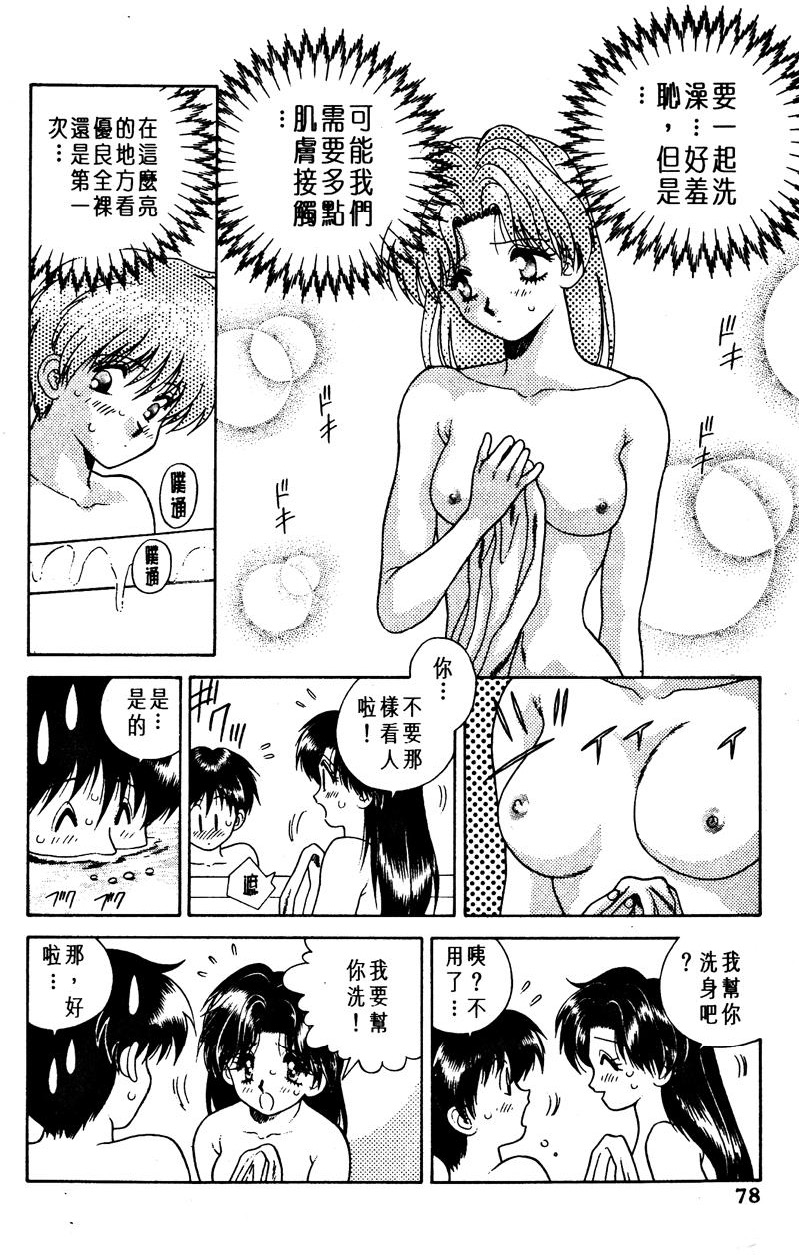 要一起洗
澡…好羞
恥，但是
…
可能我們
需要多點
肌膚接觸
…
在這麼亮
的地方看
優良全裸
還是第一
次…
ドキ
ドキ
ドキ
ドキ
噗通
噗通
你…
不要那
樣看人
啦！
嗯
是…
是的
ブク
ブク
我幫你
洗身吧
？
咦？不
用了…
我要幫
你洗！
那，好
啦…
78